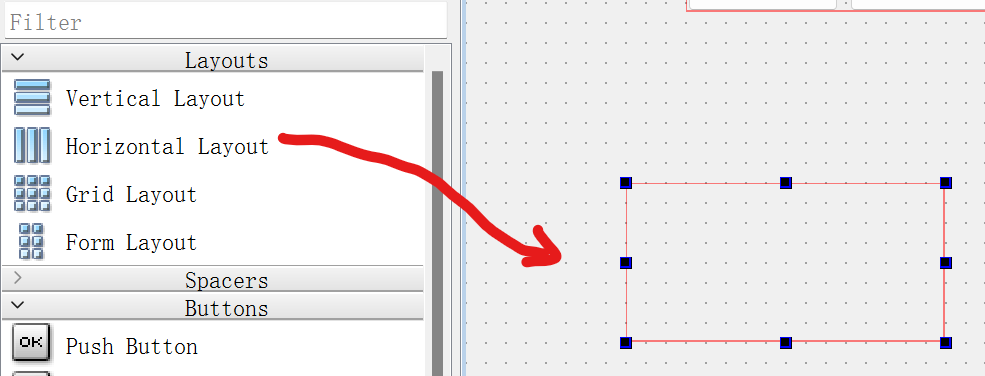 Filter
Layouts
Vertical Layout
Horizontal Layout
Grid Layout
Form Layout
Spacers
Buttons
OK
Push Button